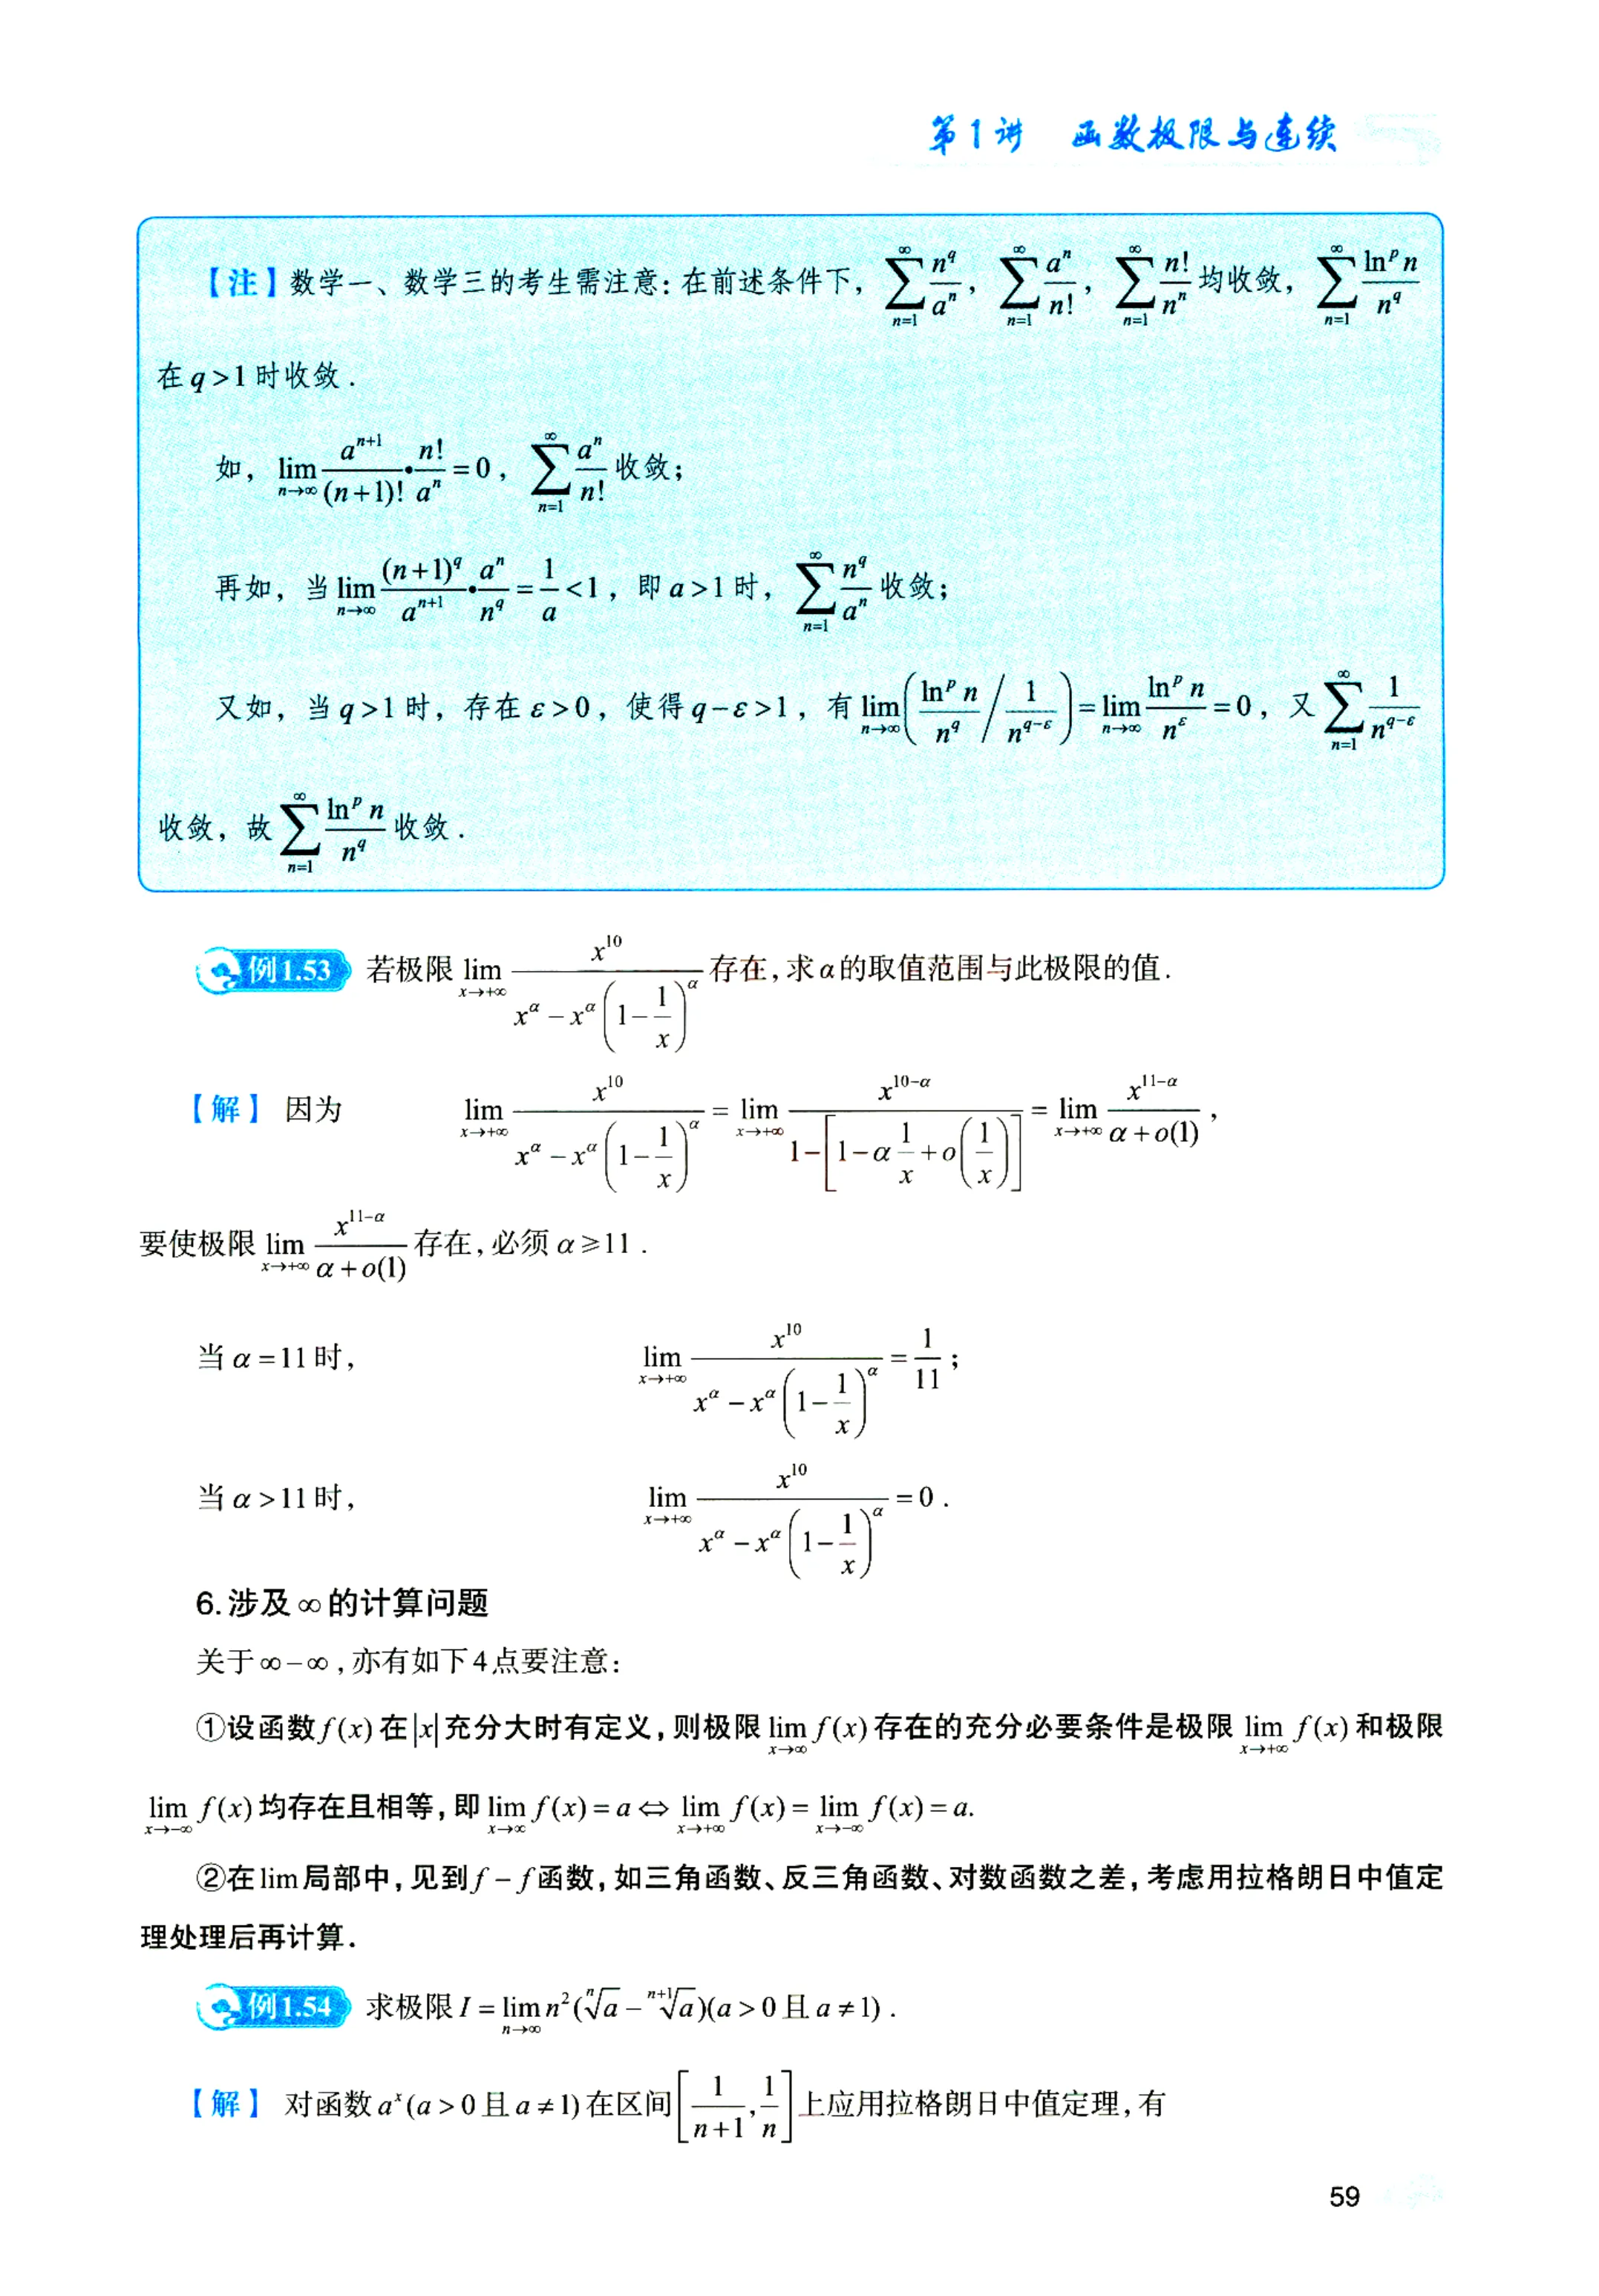 第1讲 函数极限与连续
【注】数学一、数学三的考生需注意：在前述条件下，$\sum_{n=1}^{\infty}\frac{n^q}{a^n}$，$\sum_{n=1}^{\infty}\frac{a^n}{n!}$，$\sum_{n=1}^{\infty}\frac{n!}{n^n}$均收敛，$\sum_{n=1}^{\infty}\frac{\ln^p n}{n^q}$
在$q>1$时收敛.
如，$\lim_{n\to\infty}\frac{a^{n+1}}{(n+1)!}\cdot\frac{n!}{a^n}=0$，$\sum_{n=1}^{\infty}\frac{a^n}{n!}$收敛；
再如，当$\lim_{n\to\infty}\frac{(n+1)^q}{a^{n+1}}\cdot\frac{a^n}{n^q}=\frac{1}{a}<1$，即$a>1$时，$\sum_{n=1}^{\infty}\frac{n^q}{a^n}$收敛；
又如，当$q>1$时，存在$\varepsilon>0$，使得$q-\varepsilon>1$，有$\lim_{n\to\infty}\left(\frac{\ln^p n}{n^q}\Big/\frac{1}{n^{q-\varepsilon}}\right)=\lim_{n\to\infty}\frac{\ln^p n}{n^{\varepsilon}}=0$，又$\sum_{n=1}^{\infty}\frac{1}{n^{q-\varepsilon}}$
收敛，故$\sum_{n=1}^{\infty}\frac{\ln^p n}{n^q}$收敛.
例1.53 若极限$\lim_{x\to+\infty}\frac{x^{10}}{x^{\alpha}-x^{\alpha}\left(1-\frac{1}{x}\right)^{\alpha}}$存在，求$\alpha$的取值范围与此极限的值.
【解】 因为 $\lim_{x\to+\infty}\frac{x^{10}}{x^{\alpha}-x^{\alpha}\left(1-\frac{1}{x}\right)^{\alpha}}=\lim_{x\to+\infty}\frac{x^{10-\alpha}}{1-\left[1-\alpha\frac{1}{x}+o\left(\frac{1}{x}\right)\right]}=\lim_{x\to+\infty}\frac{x^{11-\alpha}}{\alpha+o(1)}$，
要使极限$\lim_{x\to+\infty}\frac{x^{11-\alpha}}{\alpha+o(1)}$存在，必须$\alpha\geqslant 11$.
当$\alpha=11$时， $\lim_{x\to+\infty}\frac{x^{10}}{x^{\alpha}-x^{\alpha}\left(1-\frac{1}{x}\right)^{\alpha}}=\frac{1}{11}$；
当$\alpha>11$时， $\lim_{x\to+\infty}\frac{x^{10}}{x^{\alpha}-x^{\alpha}\left(1-\frac{1}{x}\right)^{\alpha}}=0$.
6.涉及∞的计算问题
关于∞-∞，亦有如下4点要注意：
①设函数$f(x)$在$|x|$充分大时有定义，则极限$\lim_{x\to\infty}f(x)$存在的充分必要条件是极限$\lim_{x\to+\infty}f(x)$和极限
$\lim_{x\to-\infty}f(x)$均存在且相等，即$\lim_{x\to\infty}f(x)=a\Leftrightarrow\lim_{x\to+\infty}f(x)=\lim_{x\to-\infty}f(x)=a.$
②在lim局部中，见到$f-f$函数，如三角函数、反三角函数、对数函数之差，考虑用拉格朗日中值定
理处理后再计算.
例1.54 求极限$I=\lim_{n\to\infty}n^2(\sqrt[n]{a}-\sqrt[n+1]{a})(a>0且a\neq 1)$.
【解】 对函数$a^x(a>0且a\neq 1)$在区间$\left[\frac{1}{n+1},\frac{1}{n}\right]$上应用拉格朗日中值定理，有
59